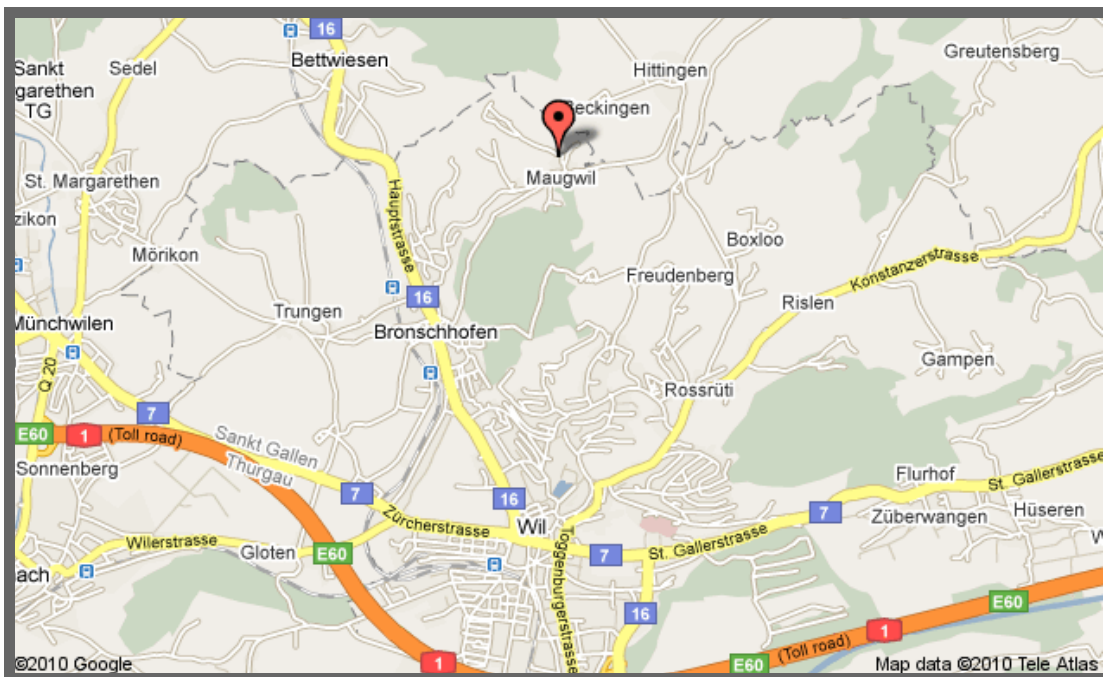 16
Bettwiesen
Greutensberg
Sankt
garethen
TG
Sedel
Hittingen
eckingen
Maugwil
St. Margarethen
zikon
Hauptstrasse
Mörikon
Boxloo
Freudenberg
Konstanzerstrasse
16
Trungen
Rislen
Münchwilen
Bronschhofen
Gampen
Q 20
Rossrüti
7
E60
1
(Toll road)
Sankt Gallen
Thurgau
Sonnenberg
Flurhof
St. Gallerstrasse
7
16
Zürcherstrasse
Wil
7
Züberwangen
Hüseren
W
Wilerstrasse
Gloten
E60
7
St. Gallerstrasse
Toggenburgerstrasse
nach
16
E60
1
(Toll road)
E60
1
©2010 Google
Map data ©2010 Tele Atlas